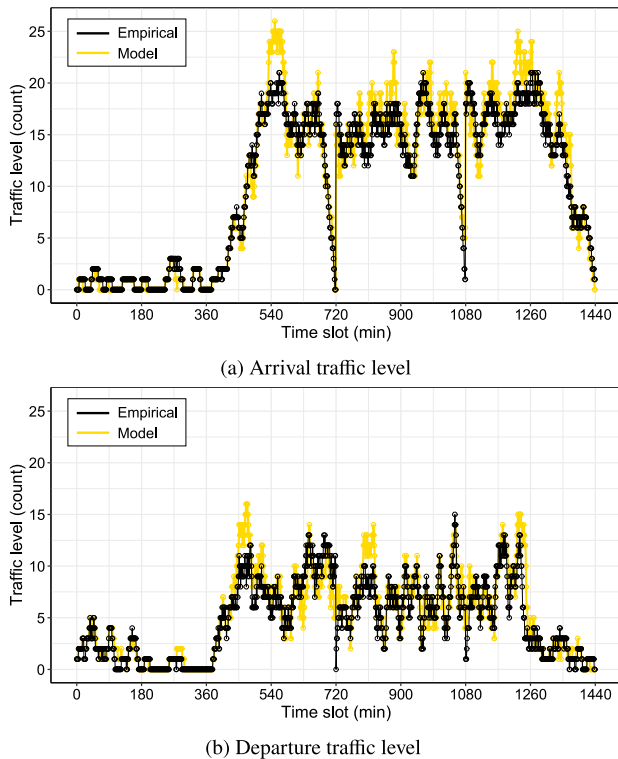 25
20
15
10
5
0
Traffic level (count)
Empirical
Model
0 180 360 540 720 900 1080 1260 1440
Time slot (min)
(a) Arrival traffic level
25
20
15
10
5
0
Traffic level (count)
Empirical
Model
0 180 360 540 720 900 1080 1260 1440
Time slot (min)
(b) Departure traffic level